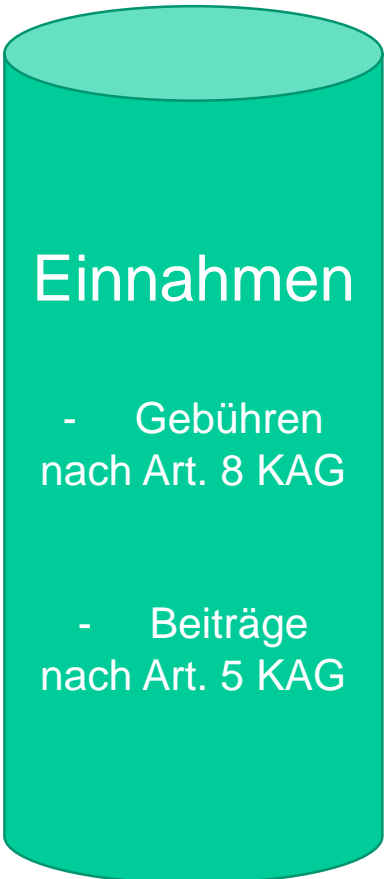 Einnahmen
- Gebühren
nach Art. 8 KAG
- Beiträge
nach Art. 5 KAG